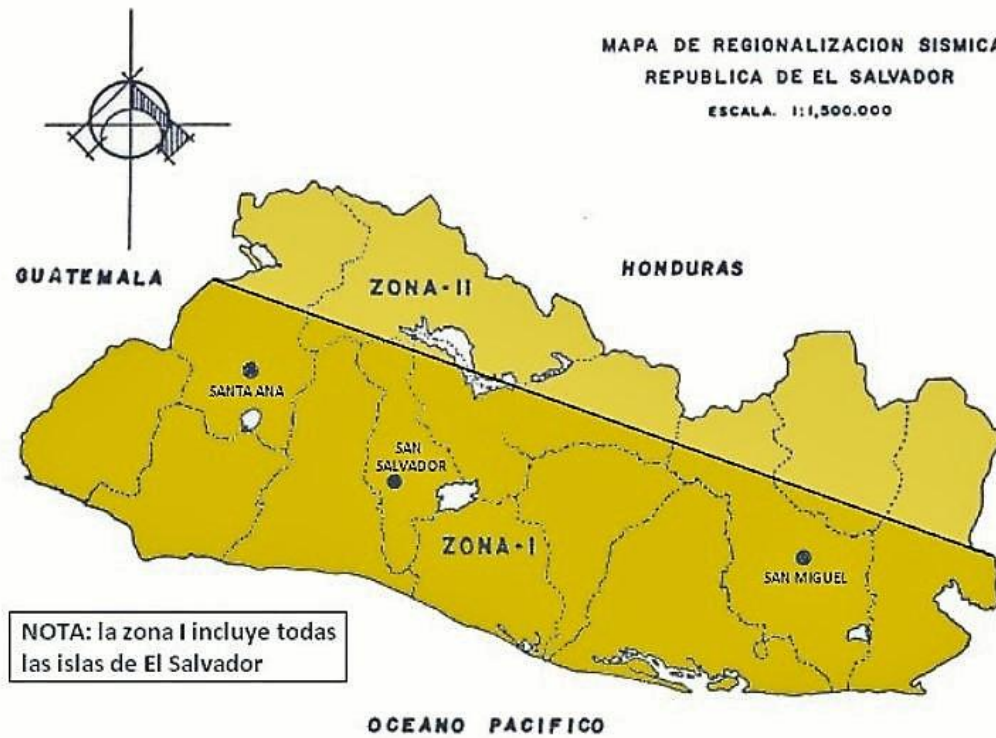 MAPA DE REGIONALIZACION SISMICA
REPUBLICA DE EL SALVADOR
ESCALA. 1:1,500.000
GUATEMALA
HONDURAS
ZONA-II
SANTA ANA
SAN
SALVADOR
ZONA-I
SAN MIGUEL
NOTA: la zona I incluye todas
las islas de El Salvador
OCEANO PACIFICO